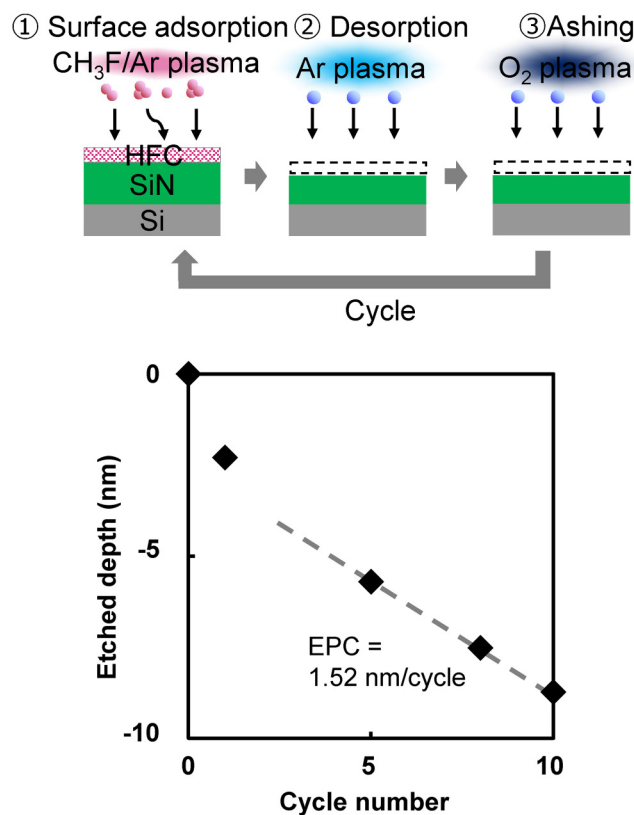 ① Surface adsorption
② Desorption
③Ashing
CH₃F/Ar plasma
Ar plasma
O₂ plasma
HFC
SiN
Si
Cycle
0
-5
-10
Etched depth (nm)
EPC =
1.52 nm/cycle
0
5
10
Cycle number